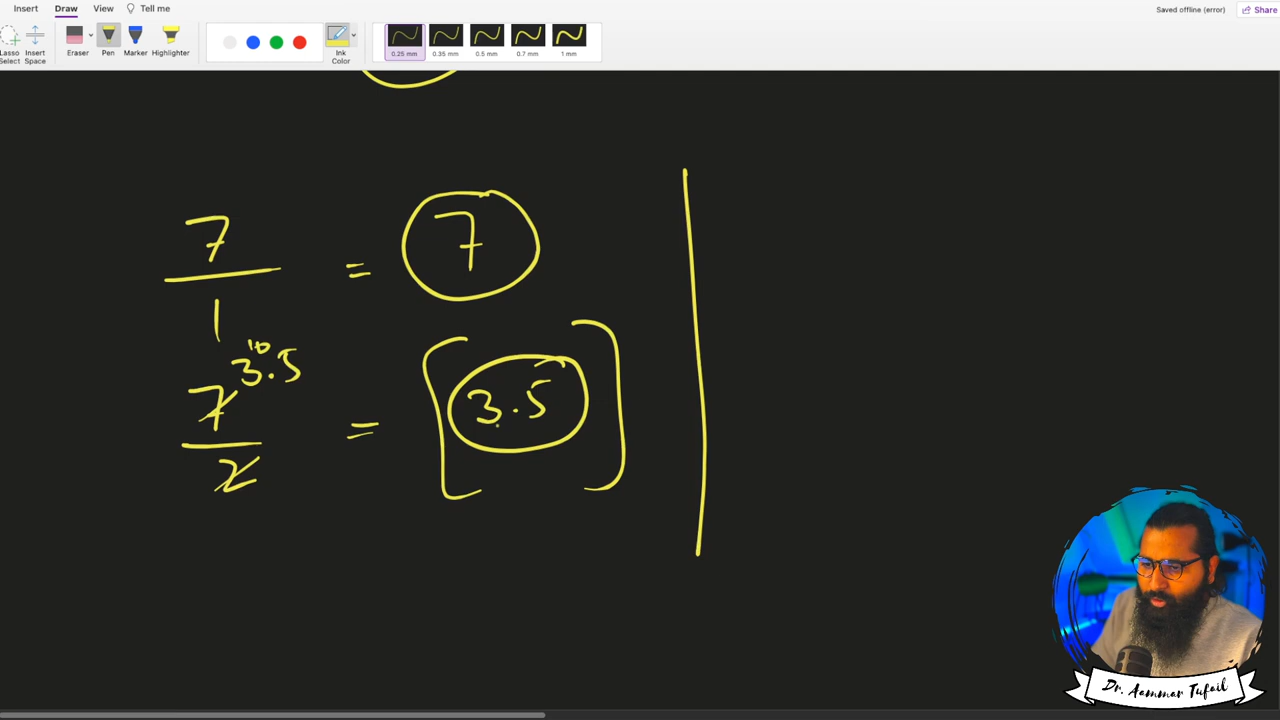 Insert Draw View Tell me Saved offline (error) Share
Lasso Select Insert Space Eraser Pen Marker Highlighter Ink Color 0.25 mm 0.35 mm 0.5 mm 0.7 mm 1 mm
7
1
= 7
10
3.5
7
2
= [3.5]
Dr. Aammar Tufail